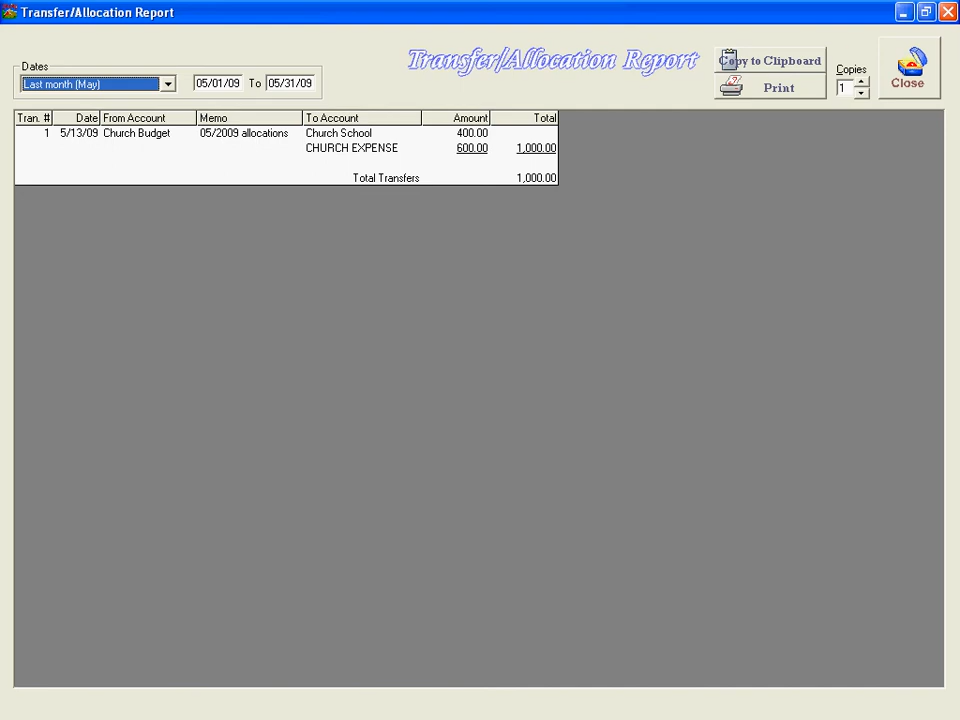 Transfer/Allocation Report
Dates
Last month (May)
05/01/09 To 05/31/09
Transfer/Allocation Report
Copy to Clipboard
Print
Copies
1
Close
Tran. # Date From Account Memo To Account Amount Total
1 5/13/09 Church Budget 05/2009 allocations Church School 400.00
CHURCH EXPENSE 600.00 1,000.00
Total Transfers 1,000.00